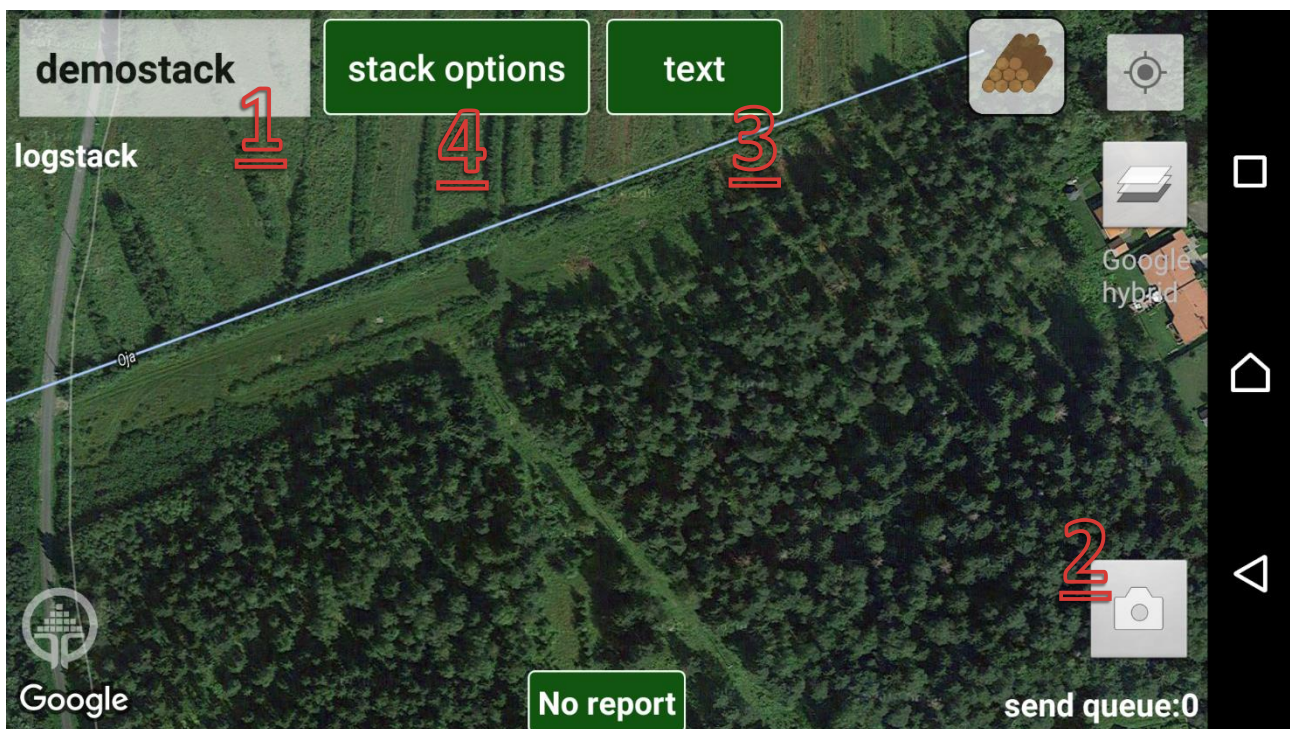 demostack
stack options
text
1
4
3
logstack
Google
hybrid
Oja
2
Google
No report
send queue:0